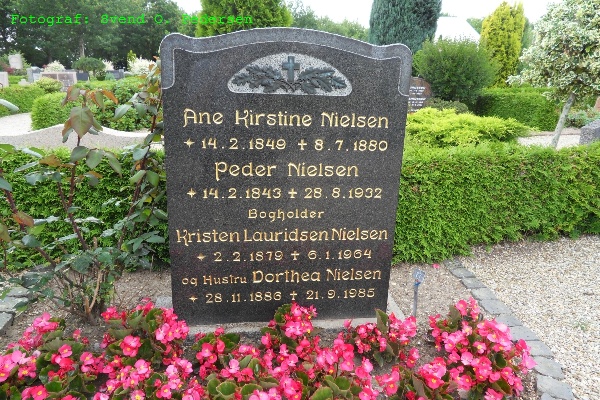 Fotograf: Svend O. Pedersen
Ane Kirstine Nielsen
✦ 14.2.1849 ✝ 8.7.1880
Peder Nielsen
✦ 14.2.1843 ✝ 28.8.1932
Bogholder
Kristen Lauridsen Nielsen
✦ 2.2.1879 ✝ 6.1.1964
og Hustru Dorthea Nielsen
✦ 28.11.1886 ✝ 21.9.1985